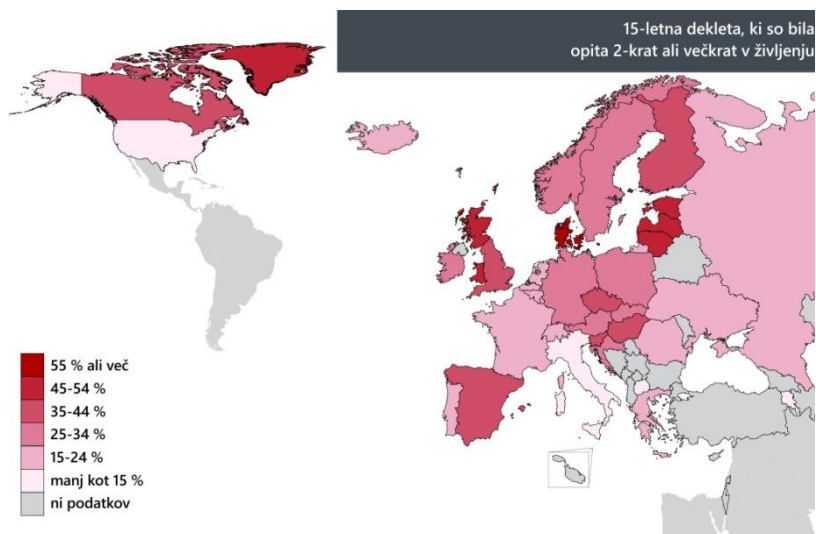 15-letna dekleta, ki so bila
opita 2-krat ali večkrat v življenju
55 % ali več
45-54 %
35-44 %
25-34 %
15-24 %
manj kot 15 %
ni podatkov